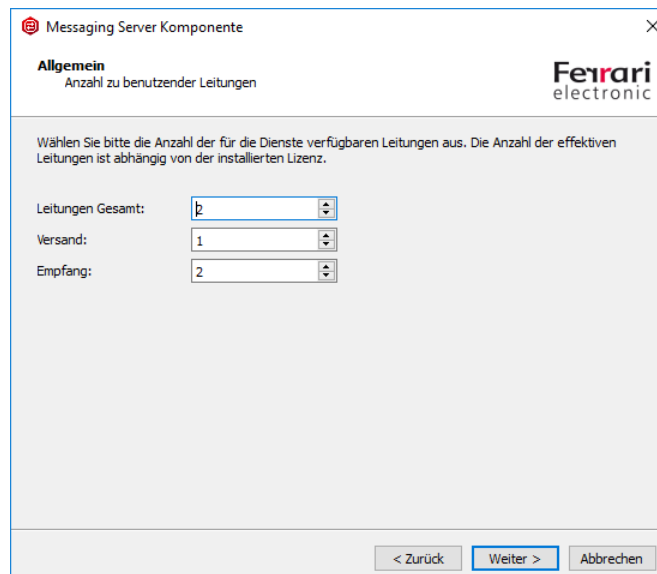 Messaging Server Komponente
Allgemein
Anzahl zu benutzender Leitungen
Ferrari
electronic
Wählen Sie bitte die Anzahl der für die Dienste verfügbaren Leitungen aus. Die Anzahl der effektiven
Leitungen ist abhängig von der installierten Lizenz.
Leitungen Gesamt: 2
Versand: 1
Empfang: 2
< Zurück Weiter > Abbrechen